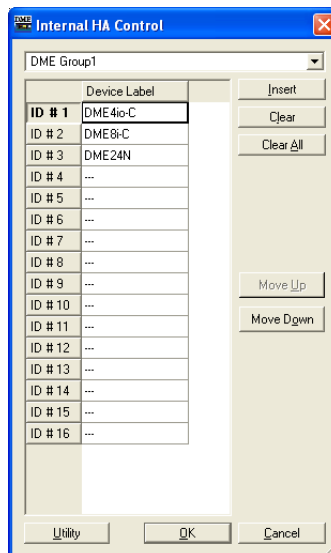 DME Internal HA Control
DME Group1
Device Label
Insert
ID # 1 DME4io-C
Clear
ID # 2 DME8i-C
Clear All
ID # 3 DME24N
ID # 4 ---
ID # 5 ---
ID # 6 ---
ID # 7 ---
ID # 8 ---
ID # 9 ---
Move Up
ID # 10 ---
Move Down
ID # 11 ---
ID # 12 ---
ID # 13 ---
ID # 14 ---
ID # 15 ---
ID # 16 ---
Utility OK Cancel